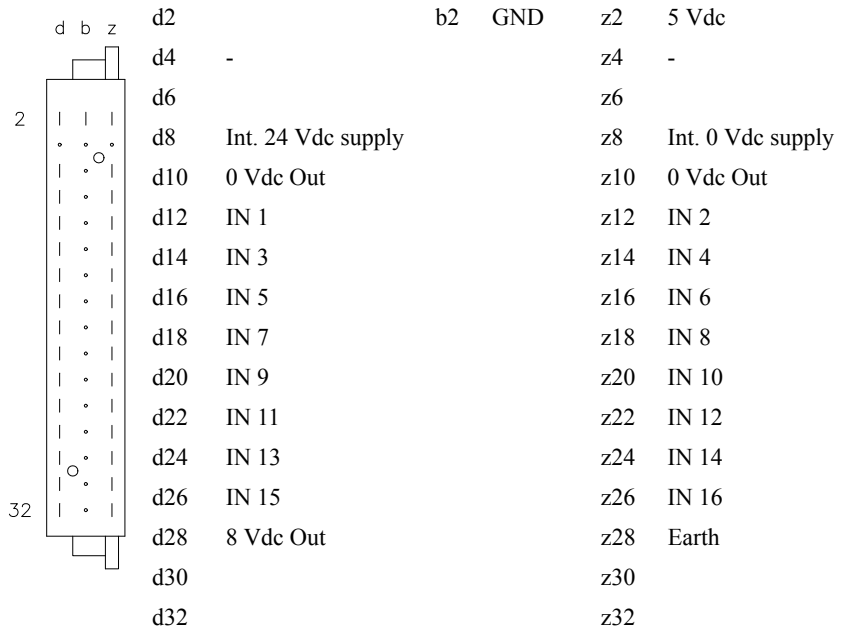 d b z
2
32
d2 b2 GND z2 5 Vdc
d4 - z4 -
d6 z6
d8 Int. 24 Vdc supply z8 Int. 0 Vdc supply
d10 0 Vdc Out z10 0 Vdc Out
d12 IN 1 z12 IN 2
d14 IN 3 z14 IN 4
d16 IN 5 z16 IN 6
d18 IN 7 z18 IN 8
d20 IN 9 z20 IN 10
d22 IN 11 z22 IN 12
d24 IN 13 z24 IN 14
d26 IN 15 z26 IN 16
d28 8 Vdc Out z28 Earth
d30 z30
d32 z32